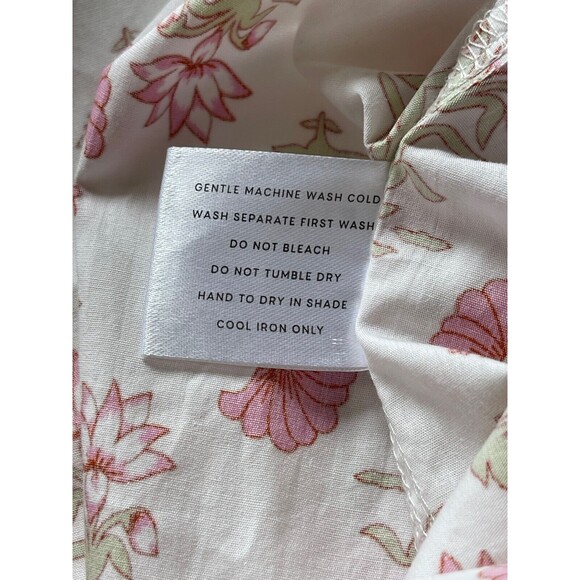 GENTLE MACHINE WASH COLD
WASH SEPARATE FIRST WASH
DO NOT BLEACH
DO NOT TUMBLE DRY
HAND TO DRY IN SHADE
COOL IRON ONLY